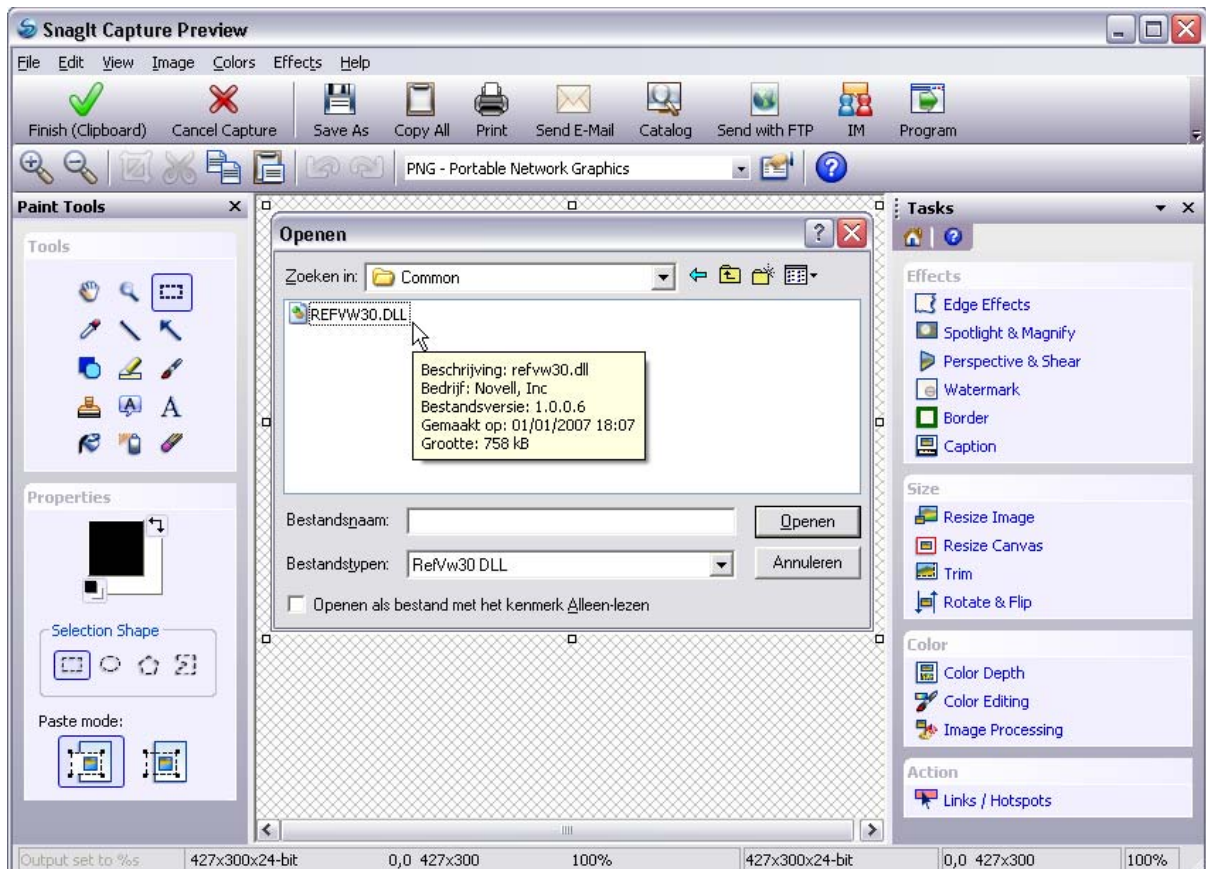 SnagIt Capture Preview
File Edit View Image Colors Effects Help
Finish (Clipboard) Cancel Capture Save As Copy All Print Send E-Mail Catalog Send with FTP IM Program
PNG - Portable Network Graphics
Paint Tools
Tools
Properties
Selection Shape
Paste mode:
Openen
Zoeken in: Common
REFVW30.DLL
Beschrijving: refvw30.dll
Bedrijf: Novell, Inc
Bestandsversie: 1.0.0.6
Gemaakt op: 01/01/2007 18:07
Grootte: 758 kB
Bestandsnaam: Openen
Bestandstypen: RefVw30 DLL Annuleren
Openen als bestand met het kenmerk Alleen-lezen
Tasks
Effects
Edge Effects
Spotlight & Magnify
Perspective & Shear
Watermark
Border
Caption
Size
Resize Image
Resize Canvas
Trim
Rotate & Flip
Color
Color Depth
Color Editing
Image Processing
Action
Links / Hotspots
Output set to %s 427x300x24-bit 0,0 427x300 100% 427x300x24-bit 0,0 427x300 100%